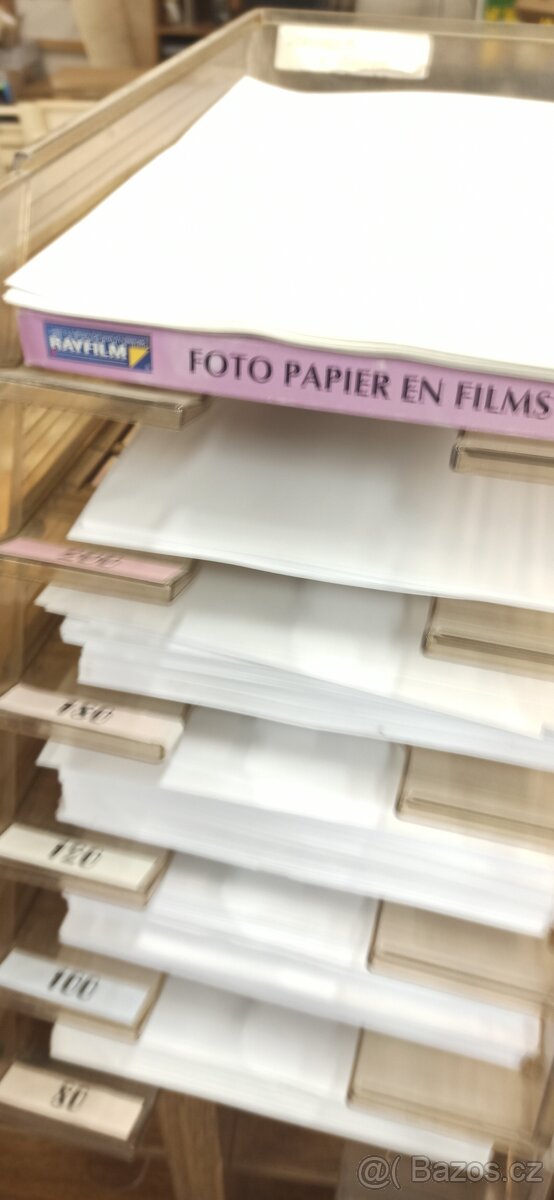 RAYFILM
FOTO PAPIER EN FILMS
200
180
120
100
80
@( Bazos.cz